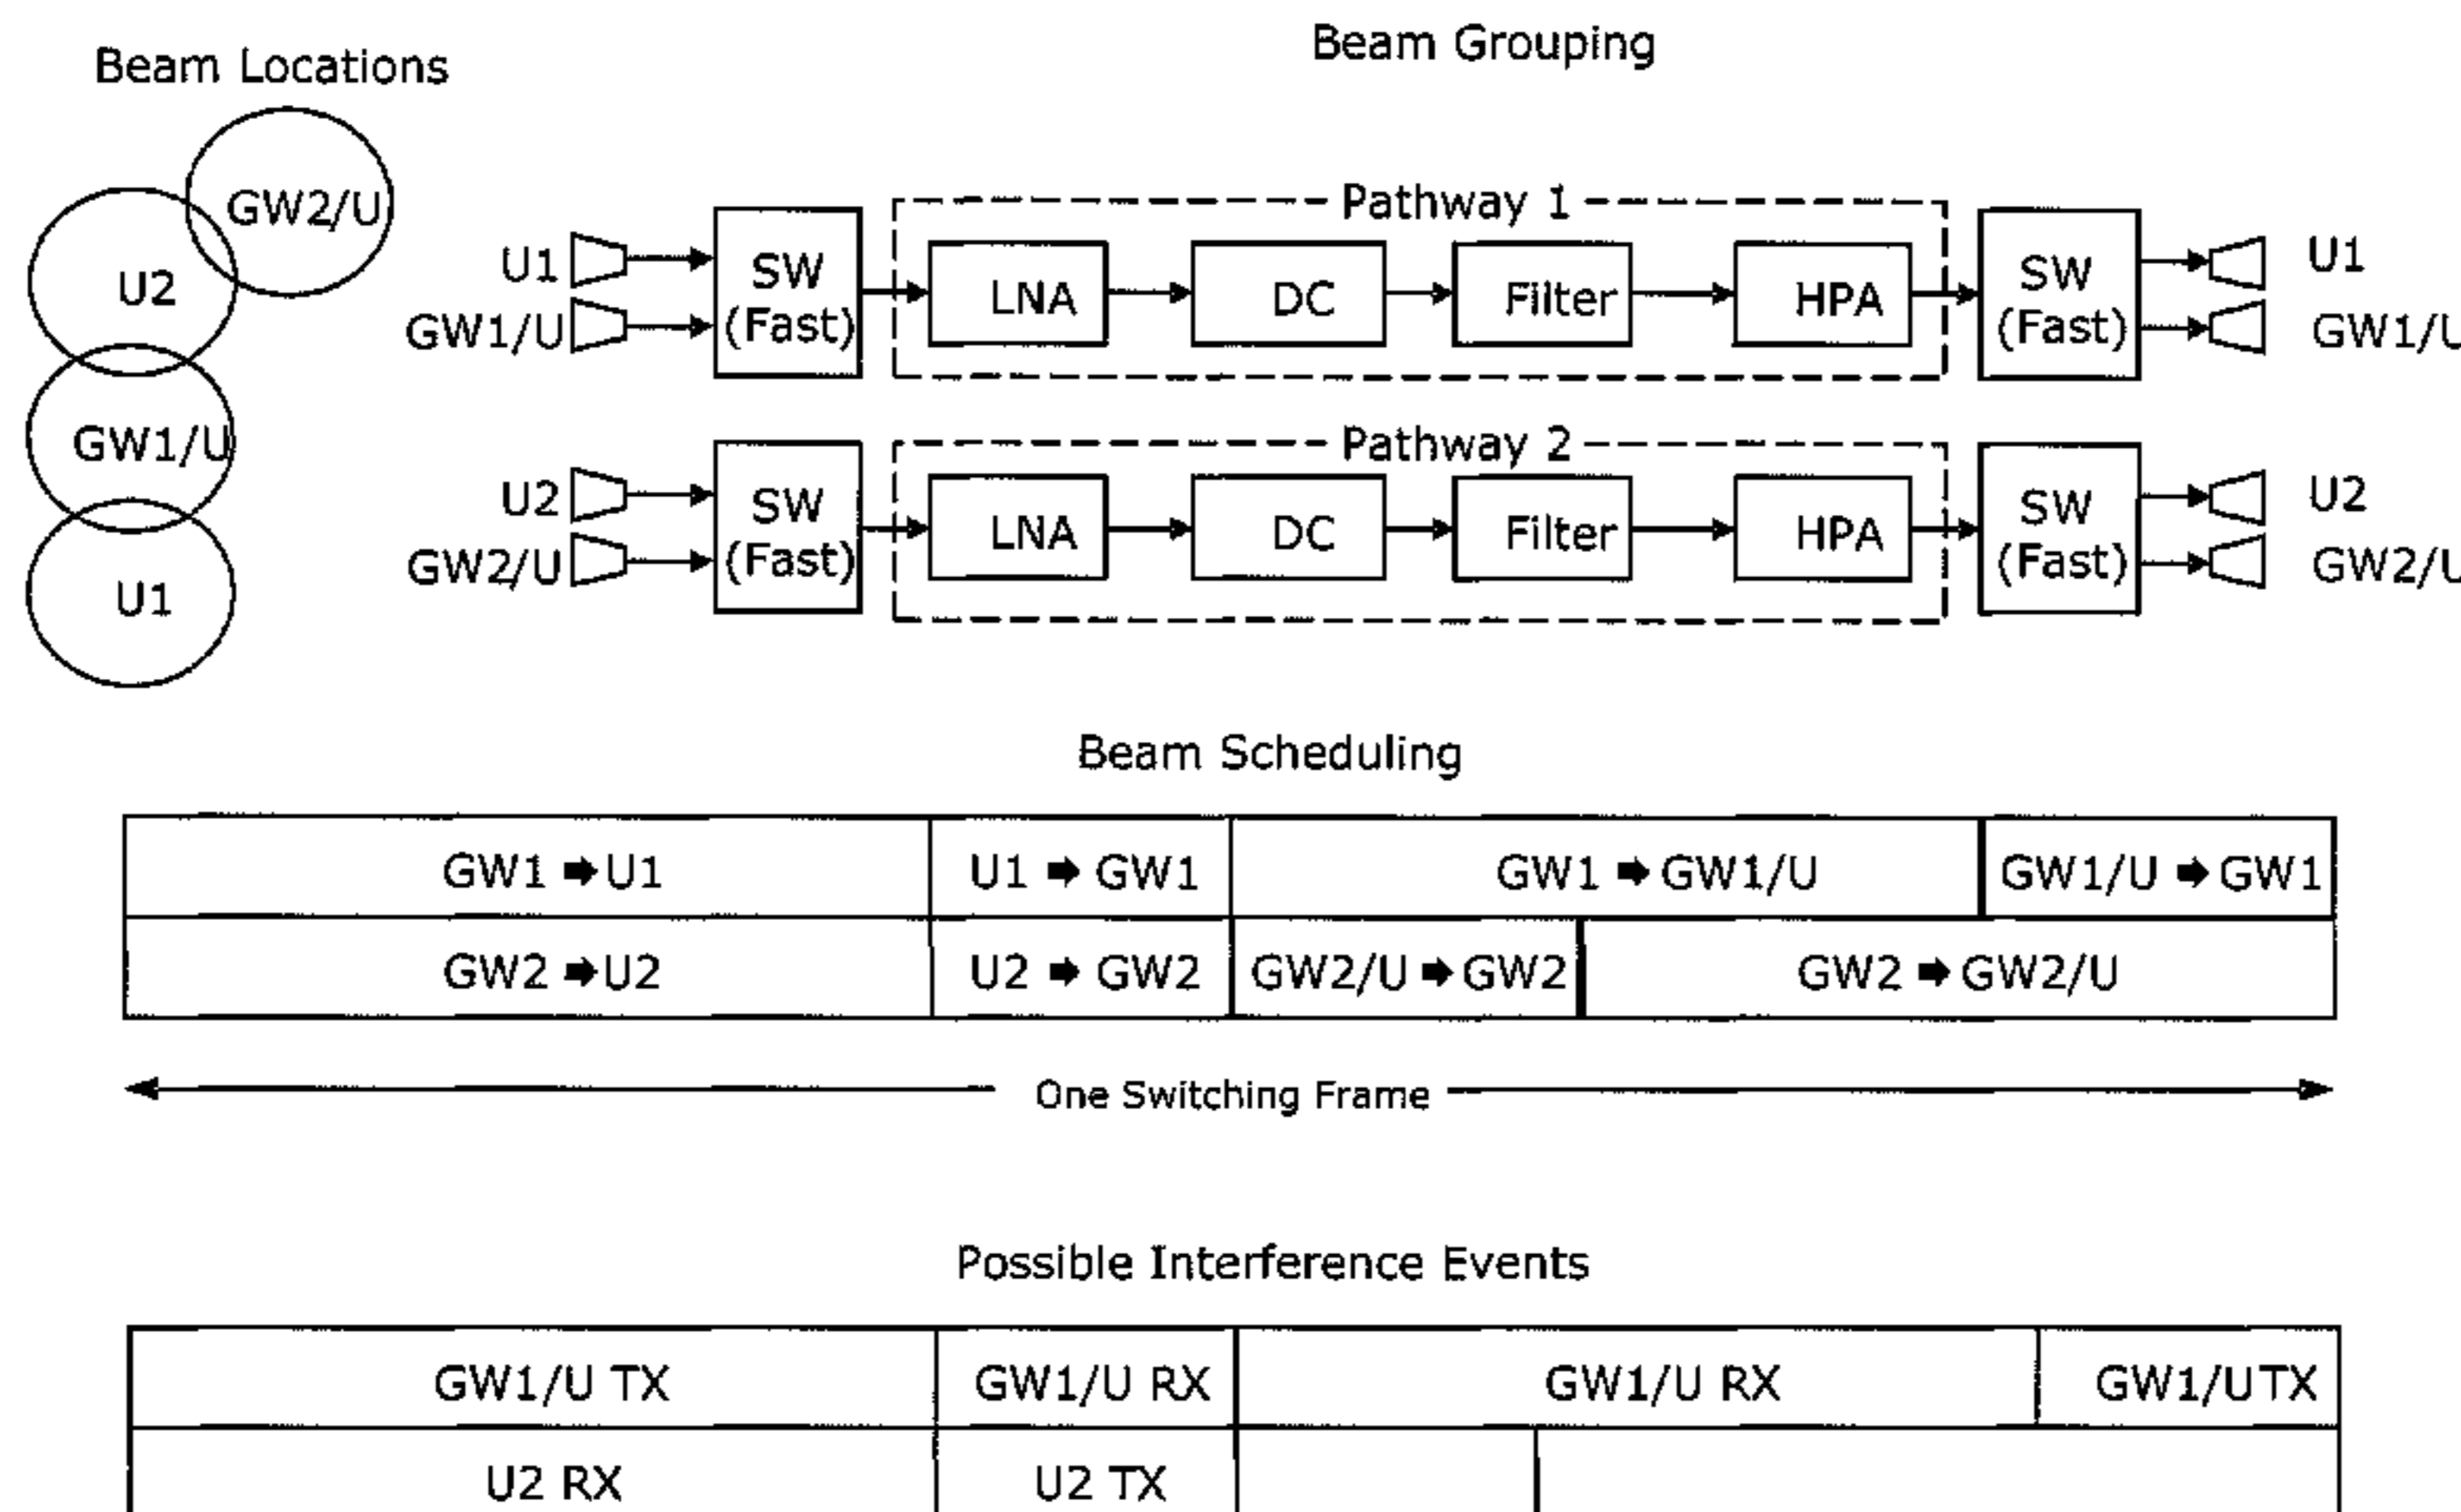 Beam Grouping
Beam Locations
GW2/U
U2
GW1/U
U1
Pathway 1
U1
GW1/U
SW
(Fast)
LNA
DC
Filter
HPA
SW
(Fast)
U1
GW1/U
Pathway 2
U2
GW2/U
SW
(Fast)
LNA
DC
Filter
HPA
SW
(Fast)
U2
GW2/U
Beam Scheduling
GW1 ➡ U1 U1 ➡ GW1 GW1 ➡ GW1/U GW1/U ➡ GW1
GW2 ➡ U2 U2 ➡ GW2 GW2/U ➡ GW2 GW2 ➡ GW2/U
One Switching Frame
Possible Interference Events
GW1/U TX GW1/U RX GW1/U RX GW1/U TX
U2 RX U2 TX